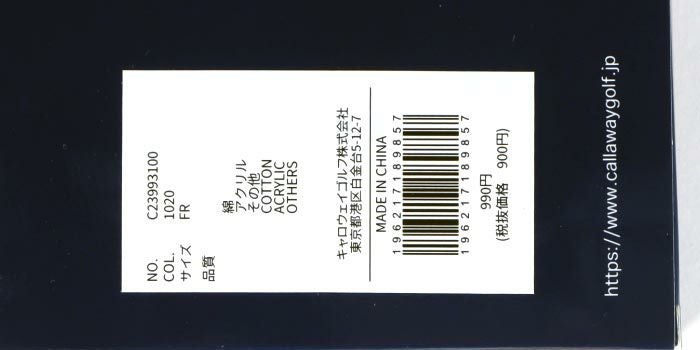 NO. C23993100
COL. 1020
サイズ FR
品質
綿
アクリル
その他
COTTON
ACRYLIC
OTHERS
キャロウェイゴルフ株式会社
東京都港区白金台5-12-7
MADE IN CHINA
196217189857
196217189857
990円
(税抜価格 900円)
https://www.callawaygolf.jp